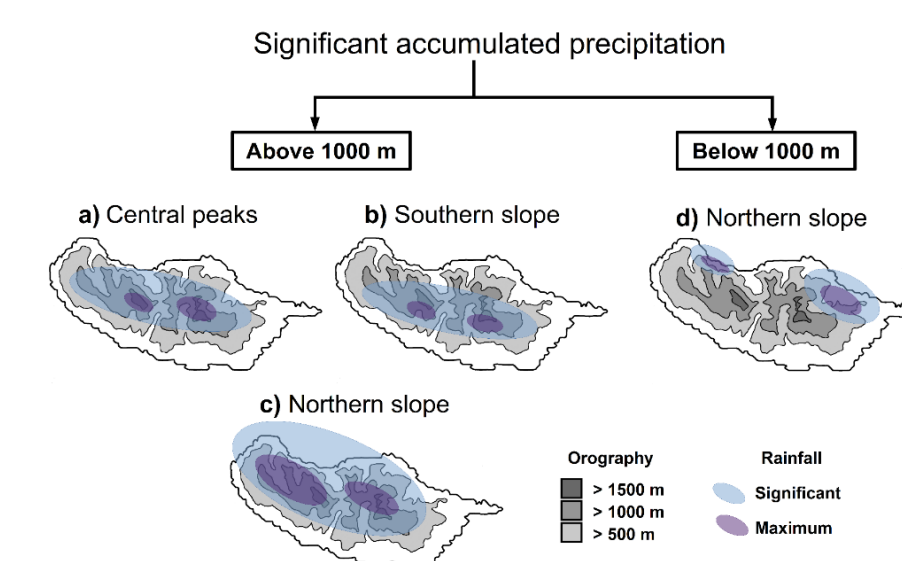 Significant accumulated precipitation
Above 1000 m
Below 1000 m
a) Central peaks
b) Southern slope
d) Northern slope
c) Northern slope
Orography
> 1500 m
> 1000 m
> 500 m
Rainfall
Significant
Maximum